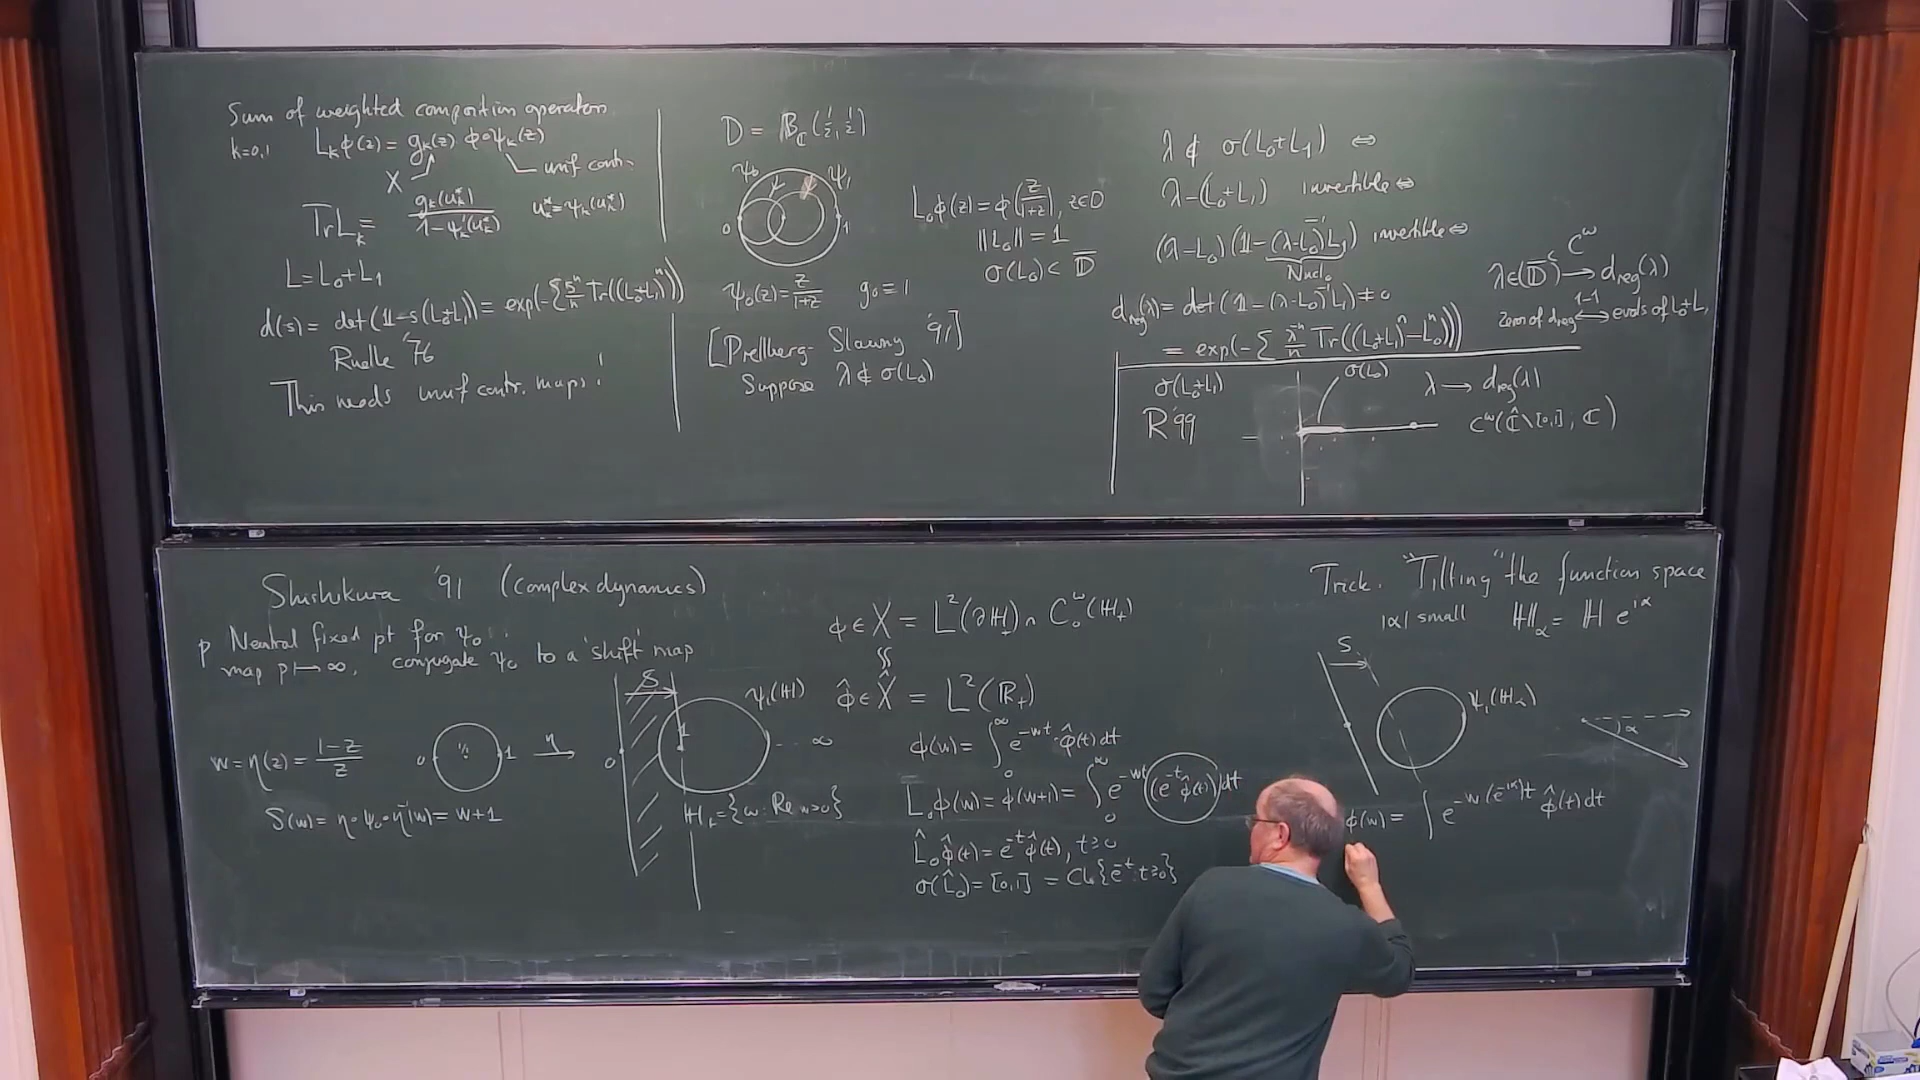 Sum of weighted composition operators
k=0,1 L_kφ(z) = g_k(z) φ∘ψ_k(z)
X
unif contr.
Tr L_k = g_k(u_k*) / (1-ψ_k'(u_k*)) u_k* = ψ_k(u_k*)
L = L_0+L_1
d(s) = det(1-s(L_0+L_1)) = exp(-Σ s^n/n Tr((L_0+L_1)^n))
Ruelle '76
This needs unif contr. maps!
D = B_ℂ(1/2, 1/2)
ψ_0 ψ_1
0 1
ψ_0(z) = z/(1+z) g_0 ≡ 1
[Prellberg-Slawny '91]
Suppose λ ∉ σ(L_0)
L_0φ(z) = φ(z/(1+z)), z∈D
‖L_0‖ = 1
σ(L_0) ⊂ D̅
λ ∉ σ(L_0+L_1) ⇔
λ-(L_0+L_1) invertible ⇔
(λ-L_0)(1-(λ-L_0)^{-1}L_1) invertible ⇔
Nucl_0
d_reg(λ) = det(1-(λ-L_0)^{-1}L_1) ≠ 0
= exp(-Σ λ^{-n}/n Tr((L_0+L_1)^n - L_0^n))
C^ω
λ∈(D̅)^c → d_reg(λ)
Zeros of d_reg ⟷^{1-1} evals of L_0+L_1
σ(L_0+L_1)
R '99
σ(L_0)
λ → d_reg(λ)
C^ω(Ĉ\[0,1], ℂ)
Shishikura '91 (complex dynamics)
p Neutral fixed pt for ψ_0:
map p ↦ ∞, conjugate ψ_0 to a 'shift' map
w = η(z) = (1-z)/z
0 1 η →
S(w) = η∘ψ_0∘η^{-1}(w) = w+1
S
ψ_1(ℍ)
0 1 ∞
ℍ_+ = {w: Re w>0}
φ ∈ X = L²(∂ℍ_+) ∩ C_0^ω(ℍ_+)
φ̂ ∈ X̂ = L²(ℝ_+)
φ(w) = ∫_0^∞ e^{-wt} φ̂(t) dt
L_0φ(w) = φ(w+1) = ∫_0^∞ e^{-wt} (e^{-t}φ̂(t)) dt
L̂_0φ̂(t) = e^{-t}φ̂(t), t≥0
σ(L̂_0) = [0,1] = Cl{e^{-t}: t≥0}
Trick. "Tilting" the function space
|α| small ℍ_α = ℍ e^{iα}
S
ψ_1(ℍ_α)
α
φ(w) = ∫ e^{-w(e^{-iα})t} φ̂(t) dt